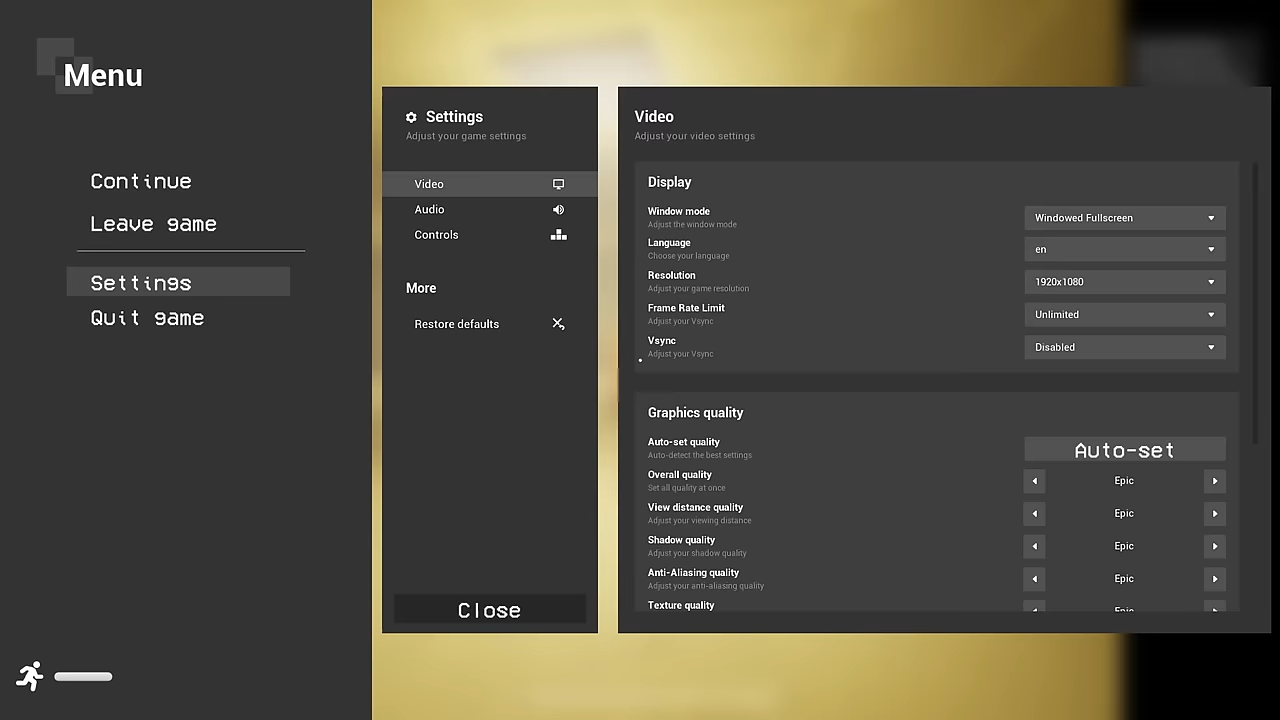 Menu
Continue
Leave game
Settings
Quit game
Settings
Adjust your game settings
Video
Audio
Controls
More
Restore defaults
Close
Video
Adjust your video settings
Display
Window mode
Adjust the window mode
Windowed Fullscreen
Language
Choose your language
en
Resolution
Adjust your game resolution
1920x1080
Frame Rate Limit
Adjust your Vsync
Unlimited
Vsync
Adjust your Vsync
Disabled
Graphics quality
Auto-set quality
Auto-detect the best settings
Auto-set
Overall quality
Set all quality at once
Epic
View distance quality
Adjust your viewing distance
Epic
Shadow quality
Adjust your shadow quality
Epic
Anti-Aliasing quality
Adjust your anti-aliasing quality
Epic
Texture quality
Epic